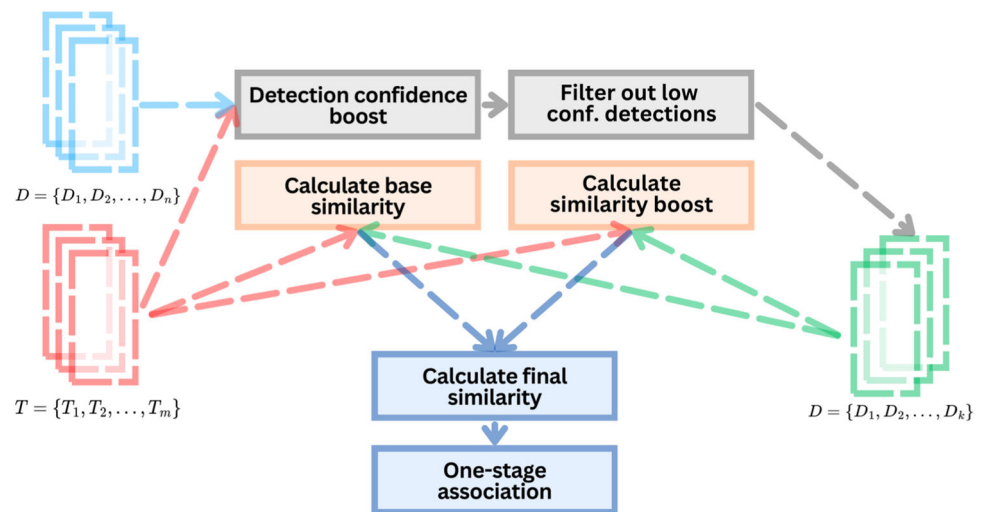 Detection confidence
boost
Filter out low
conf. detections
D = {D₁, D₂, . . . , Dₙ}
Calculate base
similarity
Calculate
similarity boost
T = {T₁, T₂, . . . , Tₘ}
Calculate final
similarity
D = {D₁, D₂, . . . , Dₖ}
One-stage
association